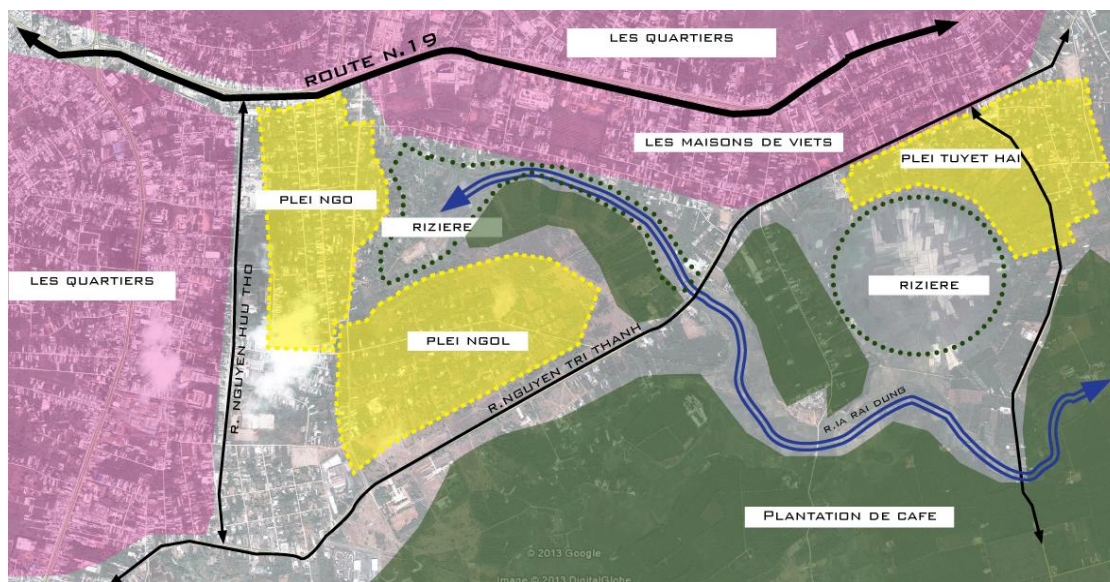 LES QUARTIERS
ROUTE N.19
LES MAISONS DE VIETS
PLEI TUYET HAI
PLEI NGO
RIZIERE
LES QUARTIERS
RIZIERE
R. NGUYEN HUU THO
PLEI NGOL
R.NGUYEN TRI THANH
R.IA RAI DUNG
PLANTATION DE CAFE
© 2013 Google
Image © 2013 DigitalGlobe